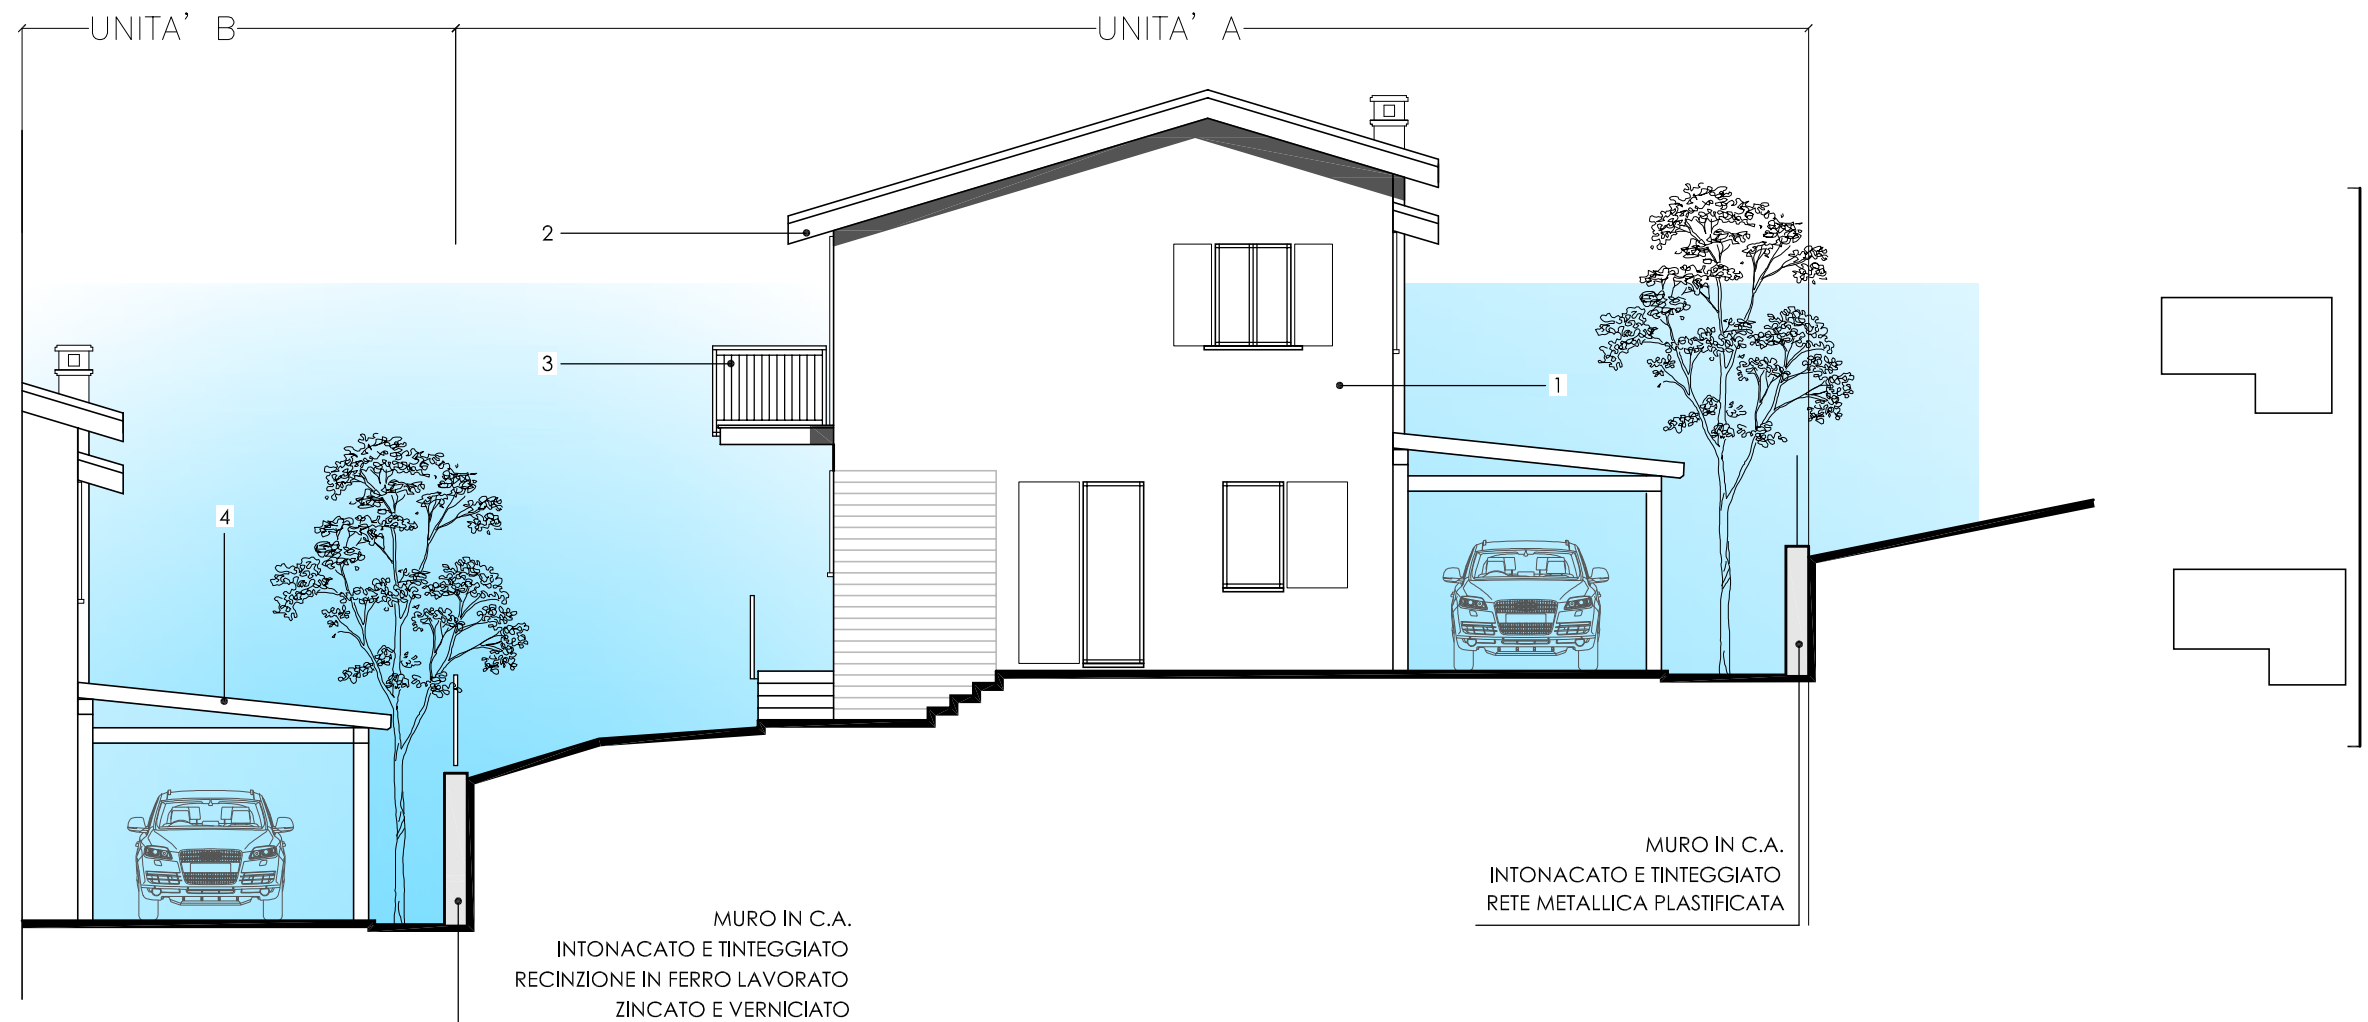 UNITA' B
UNITA' A
2
3
1
4
MURO IN C.A.
INTONACATO E TINTEGGIATO
RETE METALLICA PLASTIFICATA
MURO IN C.A.
INTONACATO E TINTEGGIATO
RECINZIONE IN FERRO LAVORATO
ZINCATO E VERNICIATO